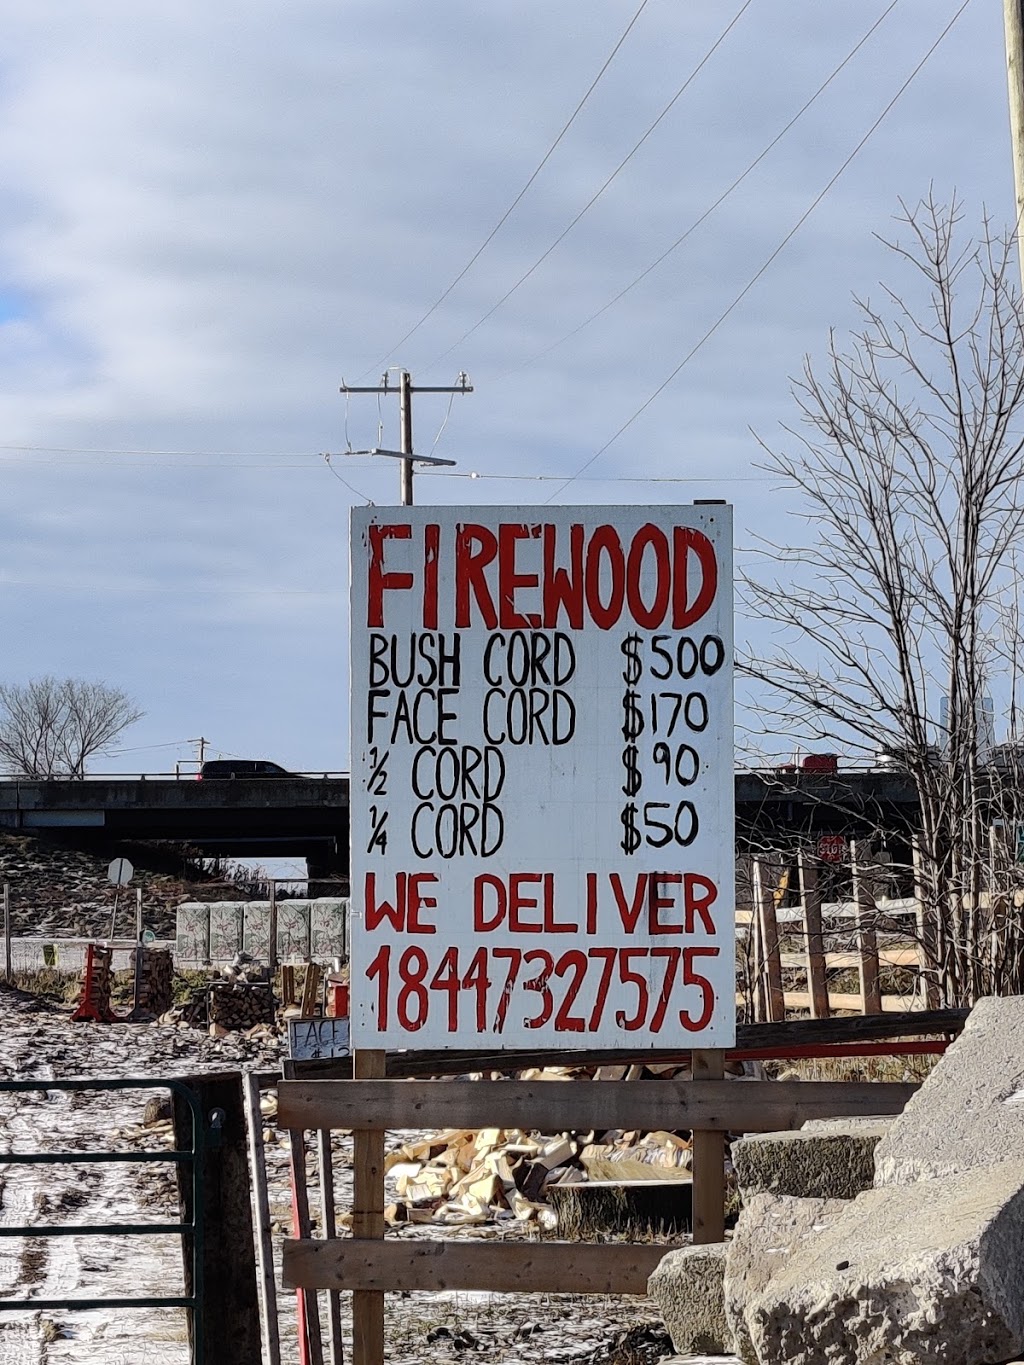 FIREWOOD
BUSH CORD $500
FACE CORD $170
1/2 CORD $90
1/4 CORD $50
WE DELIVER
18447327575
STOP
FACE